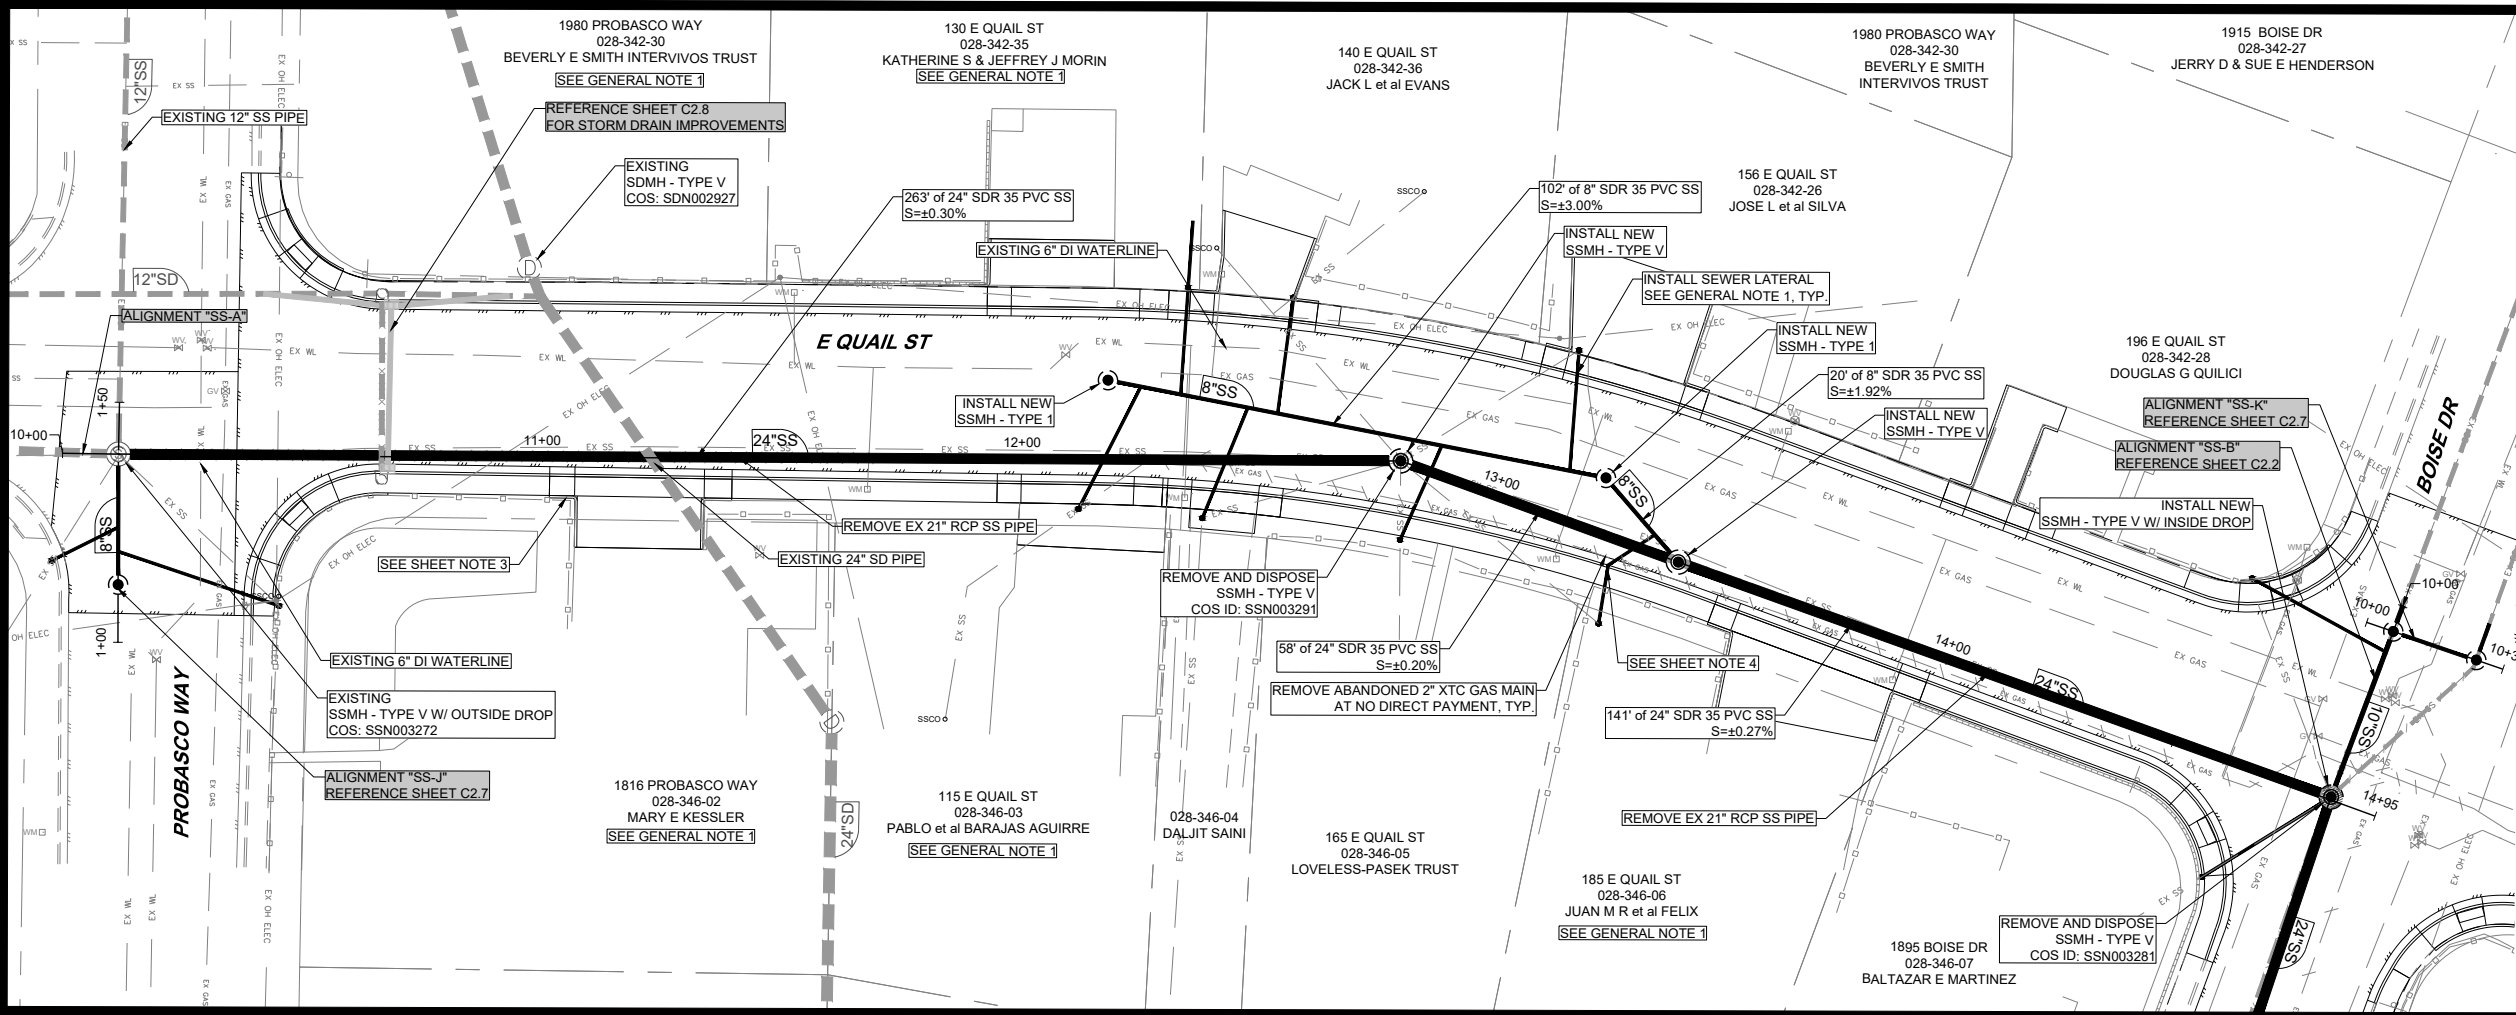 1980 PROBASCO WAY
028-342-30
BEVERLY E SMITH INTERVIVOS TRUST
SEE GENERAL NOTE 1
130 E QUAIL ST
028-342-35
KATHERINE S & JEFFREY J MORIN
SEE GENERAL NOTE 1
140 E QUAIL ST
028-342-36
JACK L et al EVANS
1980 PROBASCO WAY
028-342-30
BEVERLY E SMITH
INTERVIVOS TRUST
1915 BOISE DR
028-342-27
JERRY D & SUE E HENDERSON
12"SS
EX SS
EX OH ELEC
EXISTING 12" SS PIPE
REFERENCE SHEET C2.8
FOR STORM DRAIN IMPROVEMENTS
EXISTING
SDMH - TYPE V
COS: SDN002927
263' of 24" SDR 35 PVC SS
S=±0.30%
EXISTING 6" DI WATERLINE
SSCO
102' of 8" SDR 35 PVC SS
S=±3.00%
INSTALL NEW
SSMH - TYPE V
156 E QUAIL ST
028-342-26
JOSE L et al SILVA
INSTALL SEWER LATERAL
SEE GENERAL NOTE 1, TYP.
INSTALL NEW
SSMH - TYPE 1
20' of 8" SDR 35 PVC SS
S=±1.92%
INSTALL NEW
SSMH - TYPE V
196 E QUAIL ST
028-342-28
DOUGLAS G QUILICI
ALIGNMENT "SS-K"
REFERENCE SHEET C2.7
ALIGNMENT "SS-B"
REFERENCE SHEET C2.2
INSTALL NEW
SSMH - TYPE V W/ INSIDE DROP
BOISE DR
12"SD
ALIGNMENT "SS-A"
E QUAIL ST
EX WL
EX GAS
EX OH ELEC
WM
WV
GV
1+50
10+00
11+00
24"SS
12+00
INSTALL NEW
SSMH - TYPE 1
8"SS
13+00
8"SS
8"SS
SEE SHEET NOTE 3
REMOVE EX 21" RCP SS PIPE
EXISTING 24" SD PIPE
REMOVE AND DISPOSE
SSMH - TYPE V
COS ID: SSN003291
58' of 24" SDR 35 PVC SS
S=±0.20%
REMOVE ABANDONED 2" XTC GAS MAIN
AT NO DIRECT PAYMENT, TYP.
SEE SHEET NOTE 4
141' of 24" SDR 35 PVC SS
S=±0.27%
14+00
24"SS
10+00
10+00
10"SS
14+95
1+00
PROBASCO WAY
EXISTING 6" DI WATERLINE
EXISTING
SSMH - TYPE V W/ OUTSIDE DROP
COS: SSN003272
ALIGNMENT "SS-J"
REFERENCE SHEET C2.7
SSCO
1816 PROBASCO WAY
028-346-02
MARY E KESSLER
SEE GENERAL NOTE 1
24"SD
115 E QUAIL ST
028-346-03
PABLO et al BARAJAS AGUIRRE
SEE GENERAL NOTE 1
028-346-04
DALJIT SAINI
165 E QUAIL ST
028-346-05
LOVELESS-PASEK TRUST
REMOVE EX 21" RCP SS PIPE
185 E QUAIL ST
028-346-06
JUAN M R et al FELIX
SEE GENERAL NOTE 1
1895 BOISE DR
028-346-07
BALTAZAR E MARTINEZ
REMOVE AND DISPOSE
SSMH - TYPE V
COS ID: SSN003281
24"SS